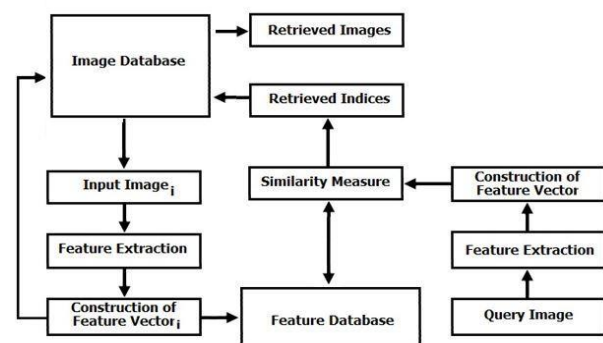 Image Database
Retrieved Images
Retrieved Indices
Input Image i
Similarity Measure
Construction of
Feature Vector
Feature Extraction
Feature Extraction
Construction of
Feature Vector i
Feature Database
Query Image